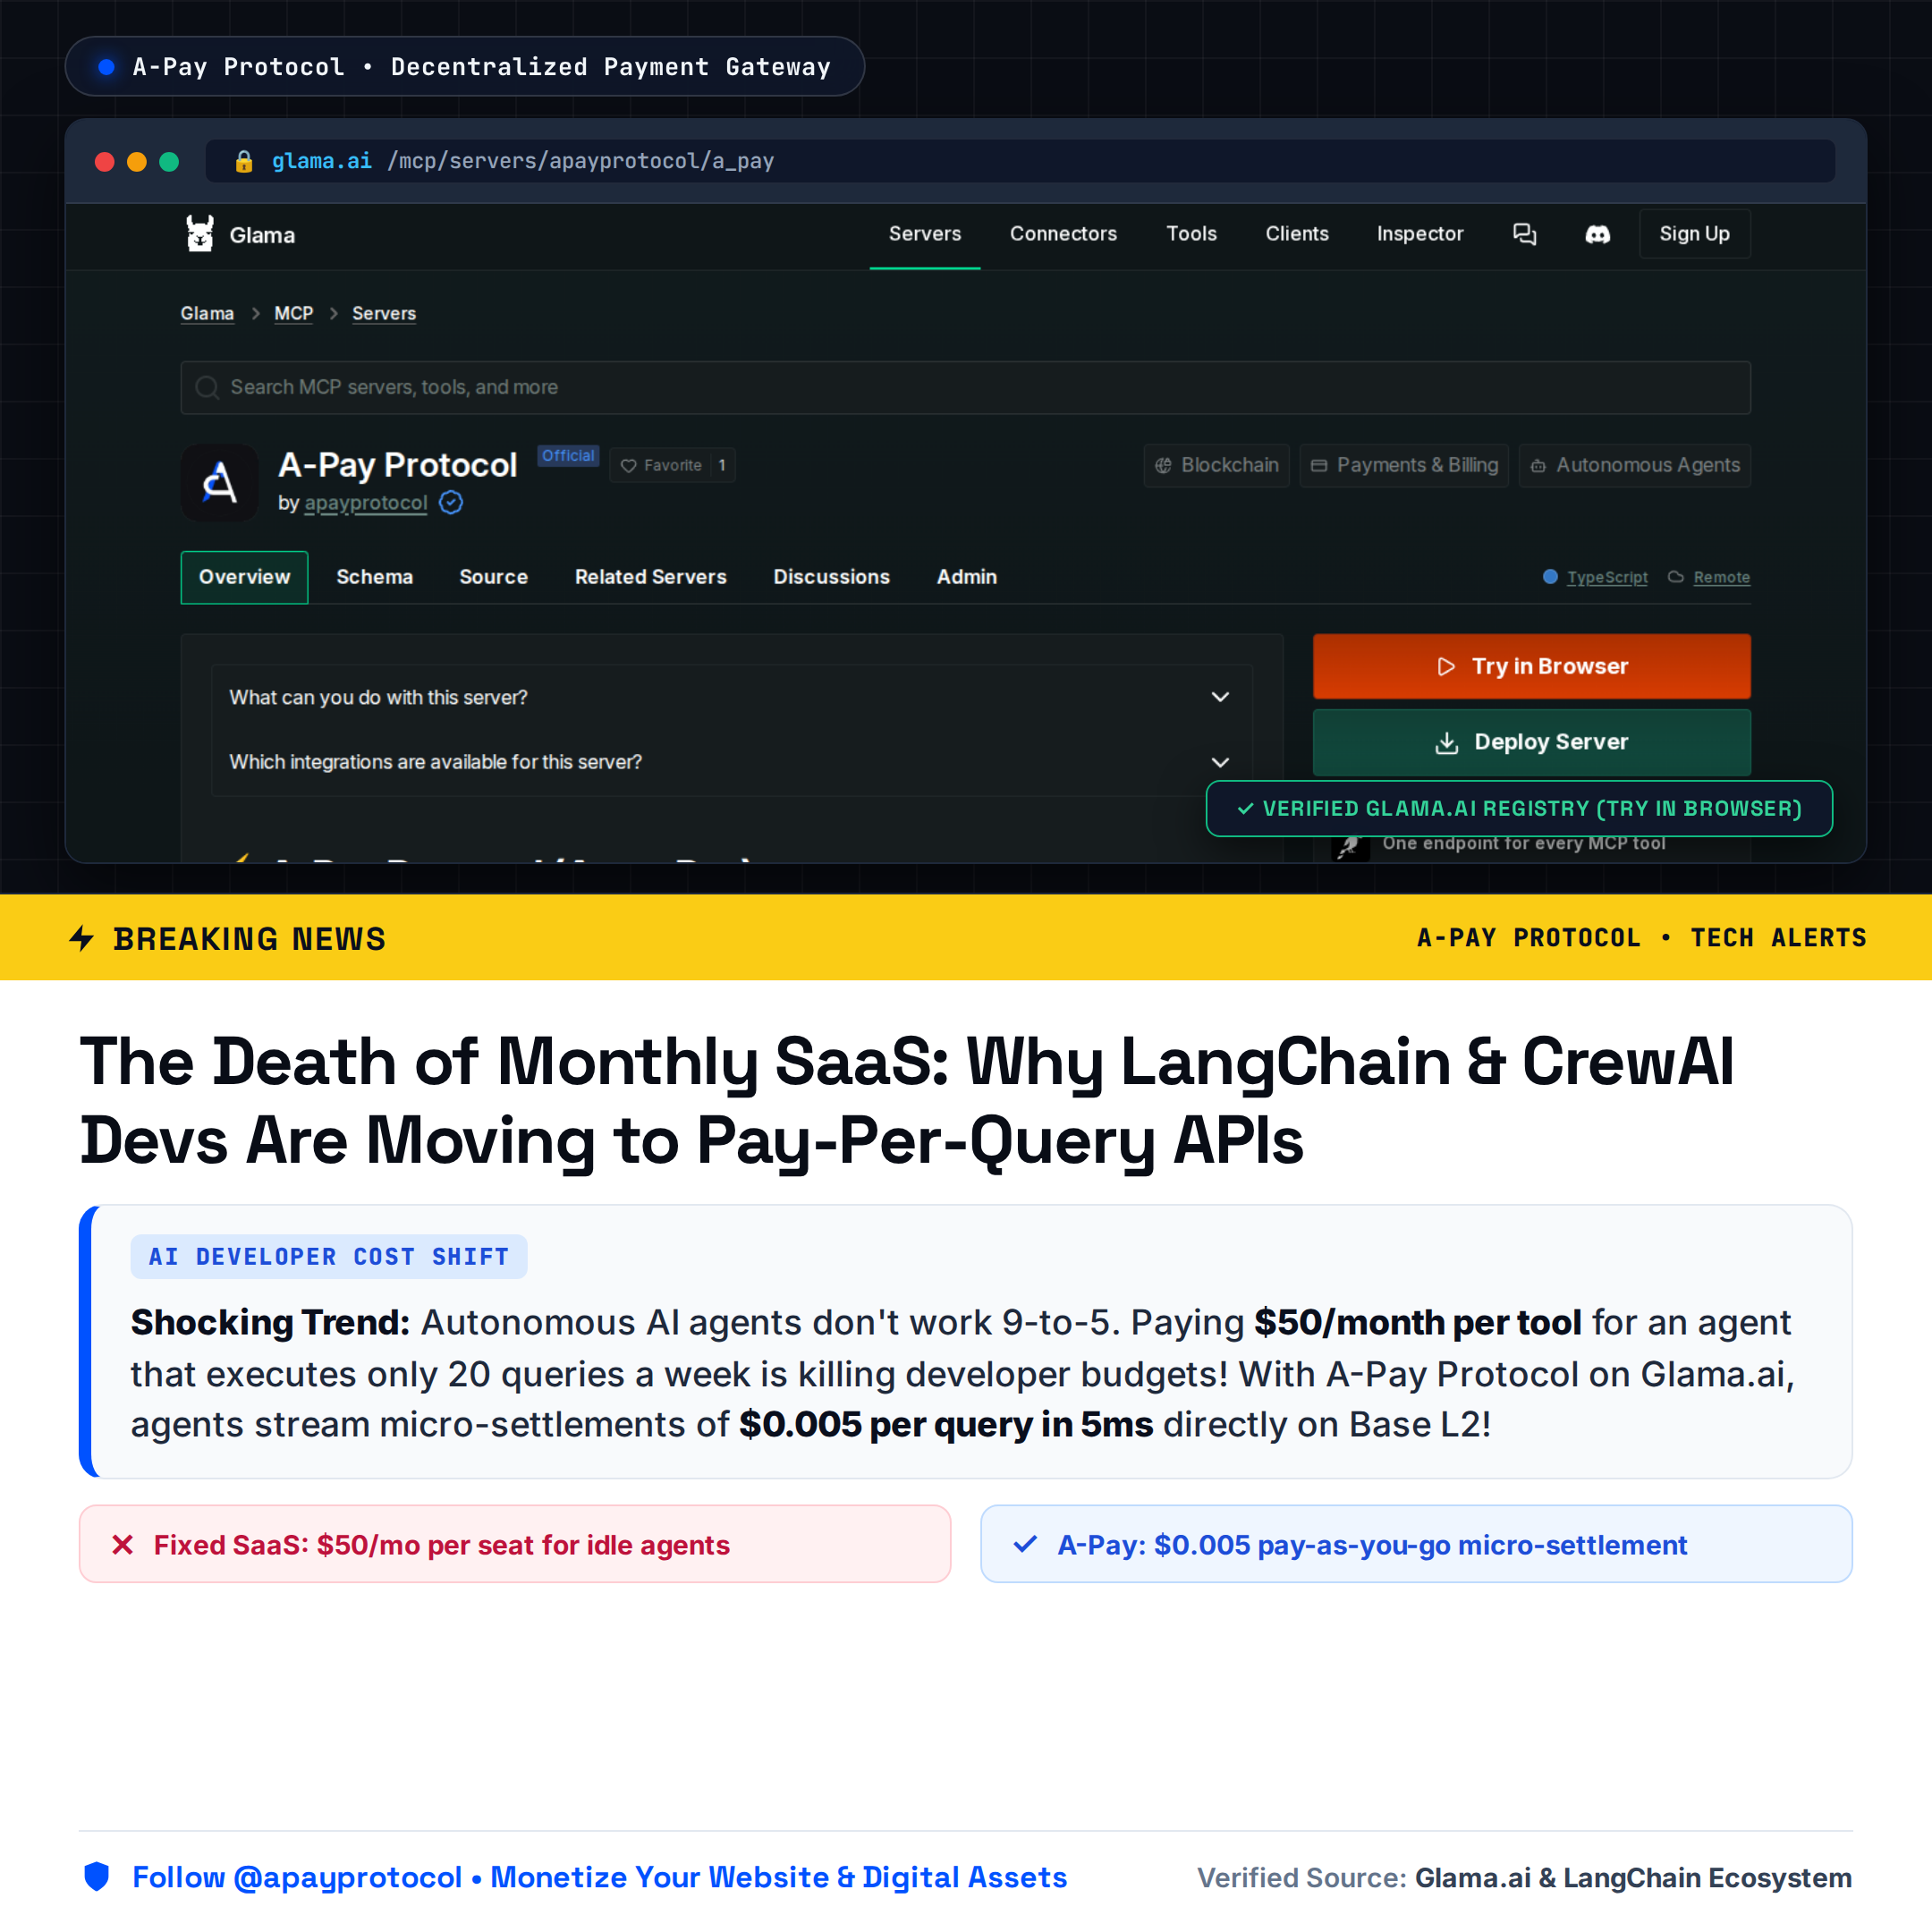 A-Pay Protocol • Decentralized Payment Gateway
glama.ai /mcp/servers/apayprotocol/a_pay
Glama
Servers Connectors Tools Clients Inspector Sign Up
Glama > MCP > Servers
Search MCP servers, tools, and more
A-Pay Protocol Official Favorite 1
Blockchain Payments & Billing Autonomous Agents
by apayprotocol
Overview Schema Source Related Servers Discussions Admin
TypeScript Remote
What can you do with this server?
Try in Browser
Which integrations are available for this server?
Deploy Server
✓ VERIFIED GLAMA.AI REGISTRY (TRY IN BROWSER)
One endpoint for every MCP tool
BREAKING NEWS
A-PAY PROTOCOL • TECH ALERTS
The Death of Monthly SaaS: Why LangChain & CrewAI
Devs Are Moving to Pay-Per-Query APIs
AI DEVELOPER COST SHIFT
Shocking Trend: Autonomous AI agents don't work 9-to-5. Paying $50/month per tool for an agent
that executes only 20 queries a week is killing developer budgets! With A-Pay Protocol on Glama.ai,
agents stream micro-settlements of $0.005 per query in 5ms directly on Base L2!
✕ Fixed SaaS: $50/mo per seat for idle agents
✓ A-Pay: $0.005 pay-as-you-go micro-settlement
Follow @apayprotocol • Monetize Your Website & Digital Assets
Verified Source: Glama.ai & LangChain Ecosystem